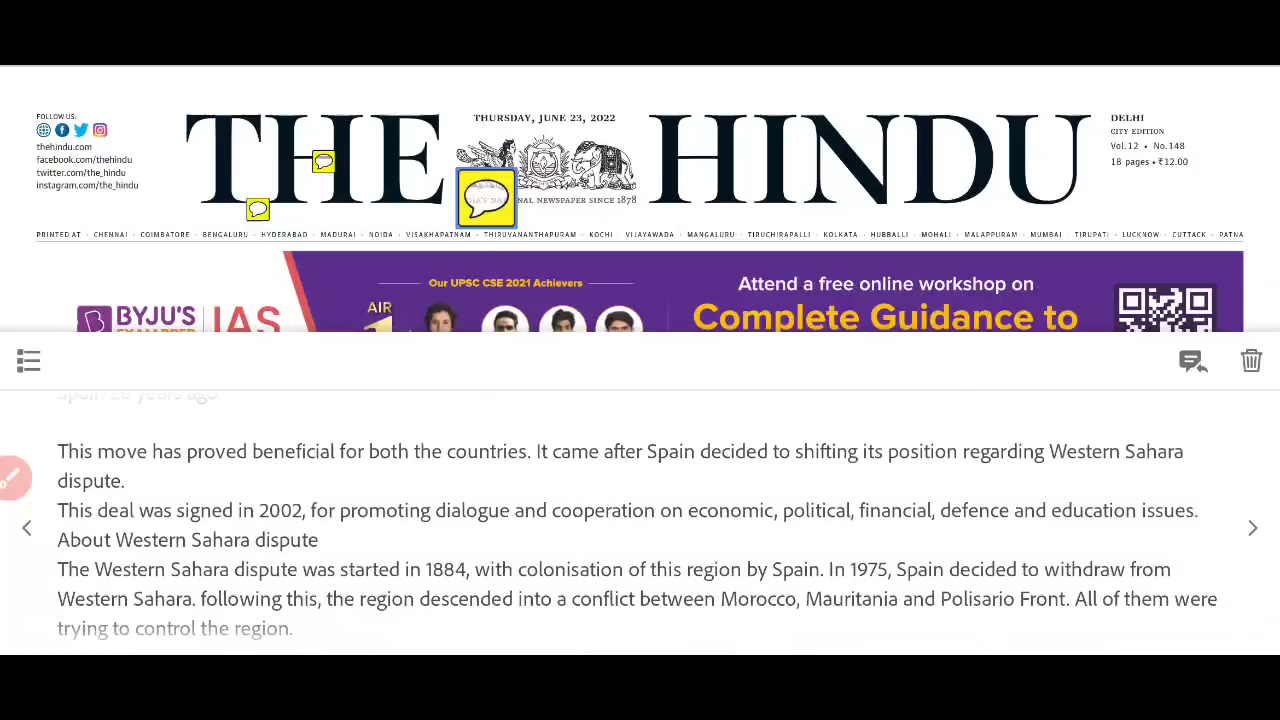 FOLLOW US:
thehindu.com
facebook.com/thehindu
twitter.com/the_hindu
instagram.com/the_hindu
THE HINDU
THURSDAY, JUNE 23, 2022
NAL NEWSPAPER SINCE 1878
DELHI
CITY EDITION
Vol.12 • No.148
18 pages • ₹12.00
PRINTED AT · CHENNAI · COIMBATORE · BENGALURU · HYDERABAD · MADURAI · NOIDA · VISAKHAPATNAM · THIRUVANANTHAPURAM · KOCHI · VIJAYAWADA · MANGALURU · TIRUCHIRAPALLI · KOLKATA · HUBBALLI · MOHALI · MALAPPURAM · MUMBAI · TIRUPATI · LUCKNOW · CUTTACK · PATNA
BYJU'S
EXAM PREP
IAS
Our UPSC CSE 2021 Achievers
AIR
1
Attend a free online workshop on
Complete Guidance to
Spain 20 years ago.
This move has proved beneficial for both the countries. It came after Spain decided to shifting its position regarding Western Sahara
dispute.
This deal was signed in 2002, for promoting dialogue and cooperation on economic, political, financial, defence and education issues.
About Western Sahara dispute
The Western Sahara dispute was started in 1884, with colonisation of this region by Spain. In 1975, Spain decided to withdraw from
Western Sahara. following this, the region descended into a conflict between Morocco, Mauritania and Polisario Front. All of them were
trying to control the region.